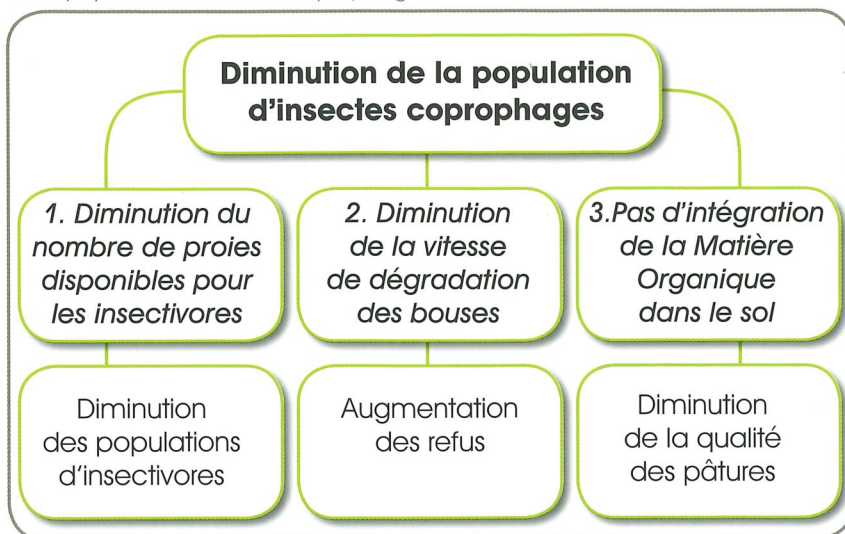 Diminution de la population
d'insectes coprophages
1. Diminution du
nombre de proies
disponibles pour
les insectivores
2. Diminution
de la vitesse
de dégradation
des bouses
3.Pas d'intégration
de la Matière
Organique
dans le sol
Diminution
des populations
d'insectivores
Augmentation
des refus
Diminution
de la qualité
des pâtures